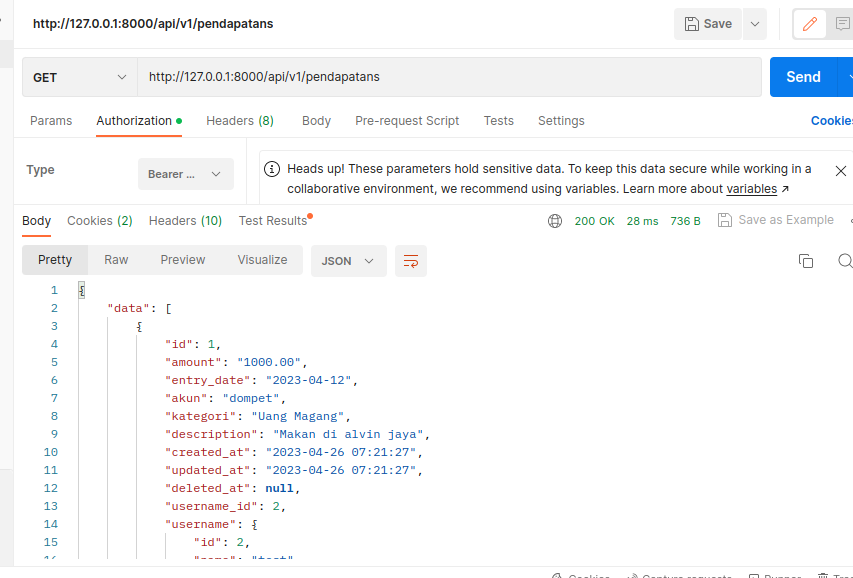 http://127.0.0.1:8000/api/v1/pendapatans
Save
GET
http://127.0.0.1:8000/api/v1/pendapatans
Send
Params Authorization Headers (8) Body Pre-request Script Tests Settings Cookies
Type
Bearer ...
Heads up! These parameters hold sensitive data. To keep this data secure while working in a
collaborative environment, we recommend using variables. Learn more about variables ↗
Body Cookies (2) Headers (10) Test Results
200 OK 28 ms 736 B Save as Example
Pretty Raw Preview Visualize JSON
1 {
2 "data": [
3 {
4 "id": 1,
5 "amount": "1000.00",
6 "entry_date": "2023-04-12",
7 "akun": "dompet",
8 "kategori": "Uang Magang",
9 "description": "Makan di alvin jaya",
10 "created_at": "2023-04-26 07:21:27",
11 "updated_at": "2023-04-26 07:21:27",
12 "deleted_at": null,
13 "username_id": 2,
14 "username": {
15 "id": 2,
Cookies Capture requests Runner